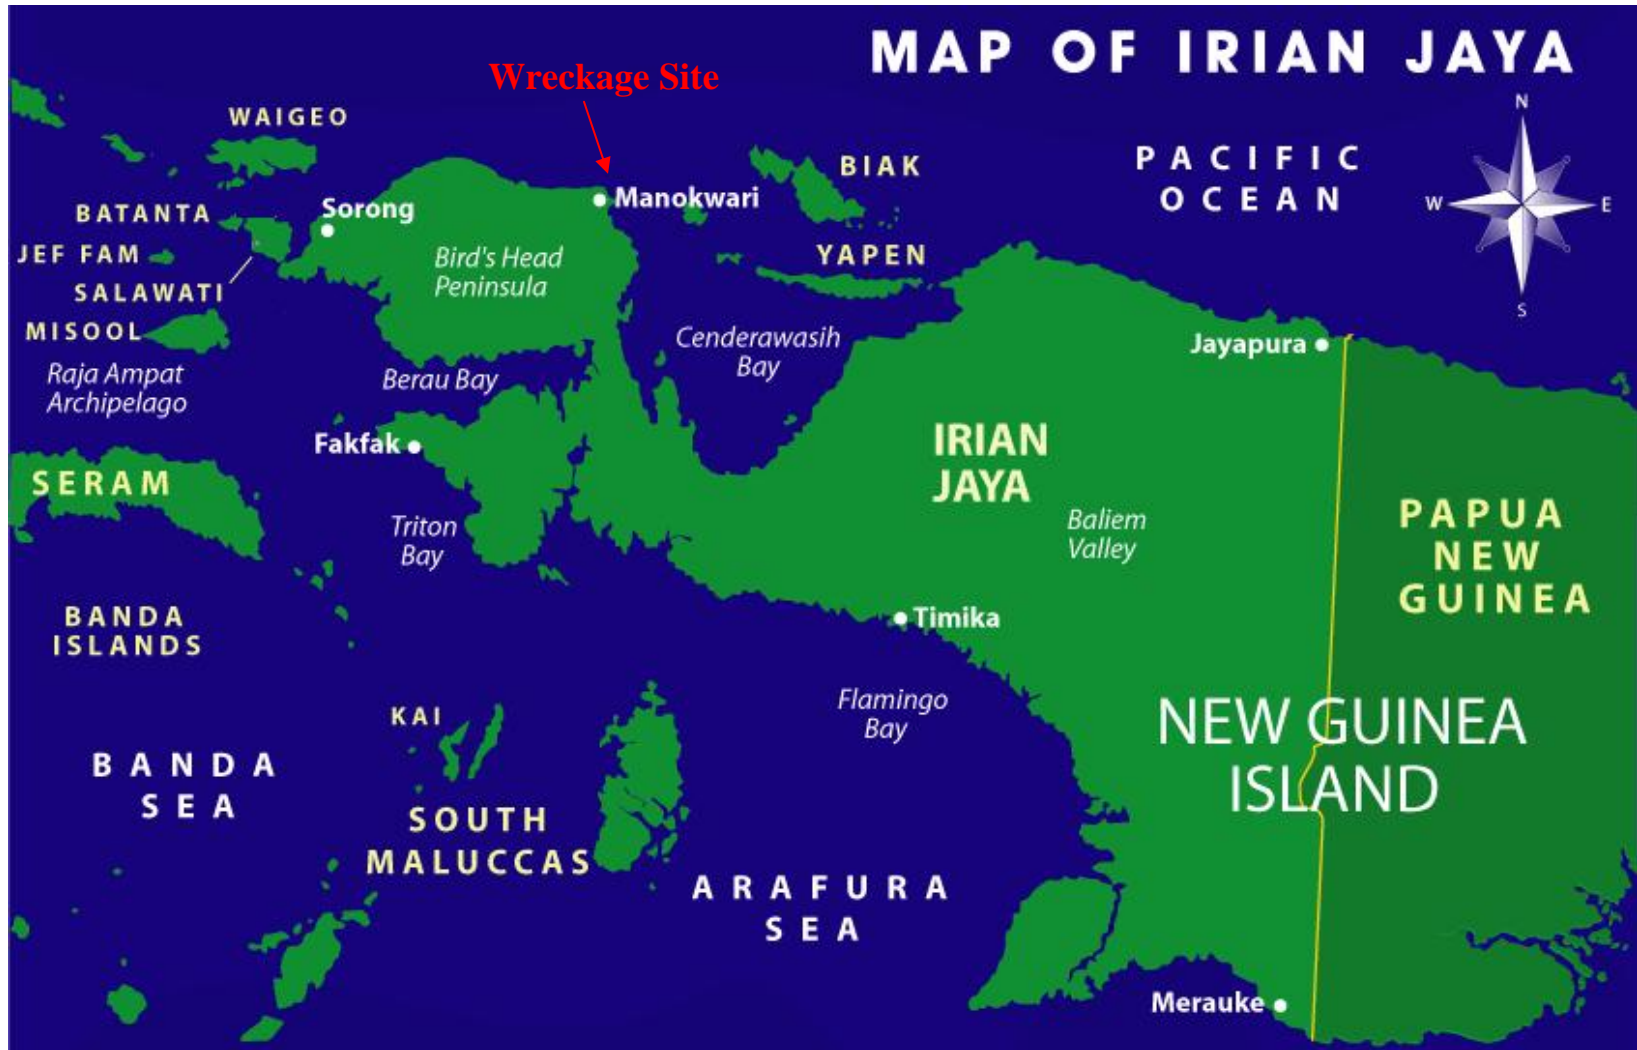 MAP OF IRIAN JAYA
Wreckage Site
N
W
E
S
PACIFIC
OCEAN
WAIGEO
BIAK
BATANTA
Sorong
Manokwari
JEF FAM
Bird's Head
Peninsula
YAPEN
SALAWATI
MISOOL
Raja Ampat
Archipelago
Cenderawasih
Bay
Jayapura
Berau Bay
Fakfak
IRIAN
JAYA
SERAM
Triton
Bay
Baliem
Valley
PAPUA
NEW
GUINEA
BANDA
ISLANDS
Timika
KAI
Flamingo
Bay
NEW GUINEA
ISLAND
BANDA
SEA
SOUTH
MALUCCAS
ARAFURA
SEA
Merauke